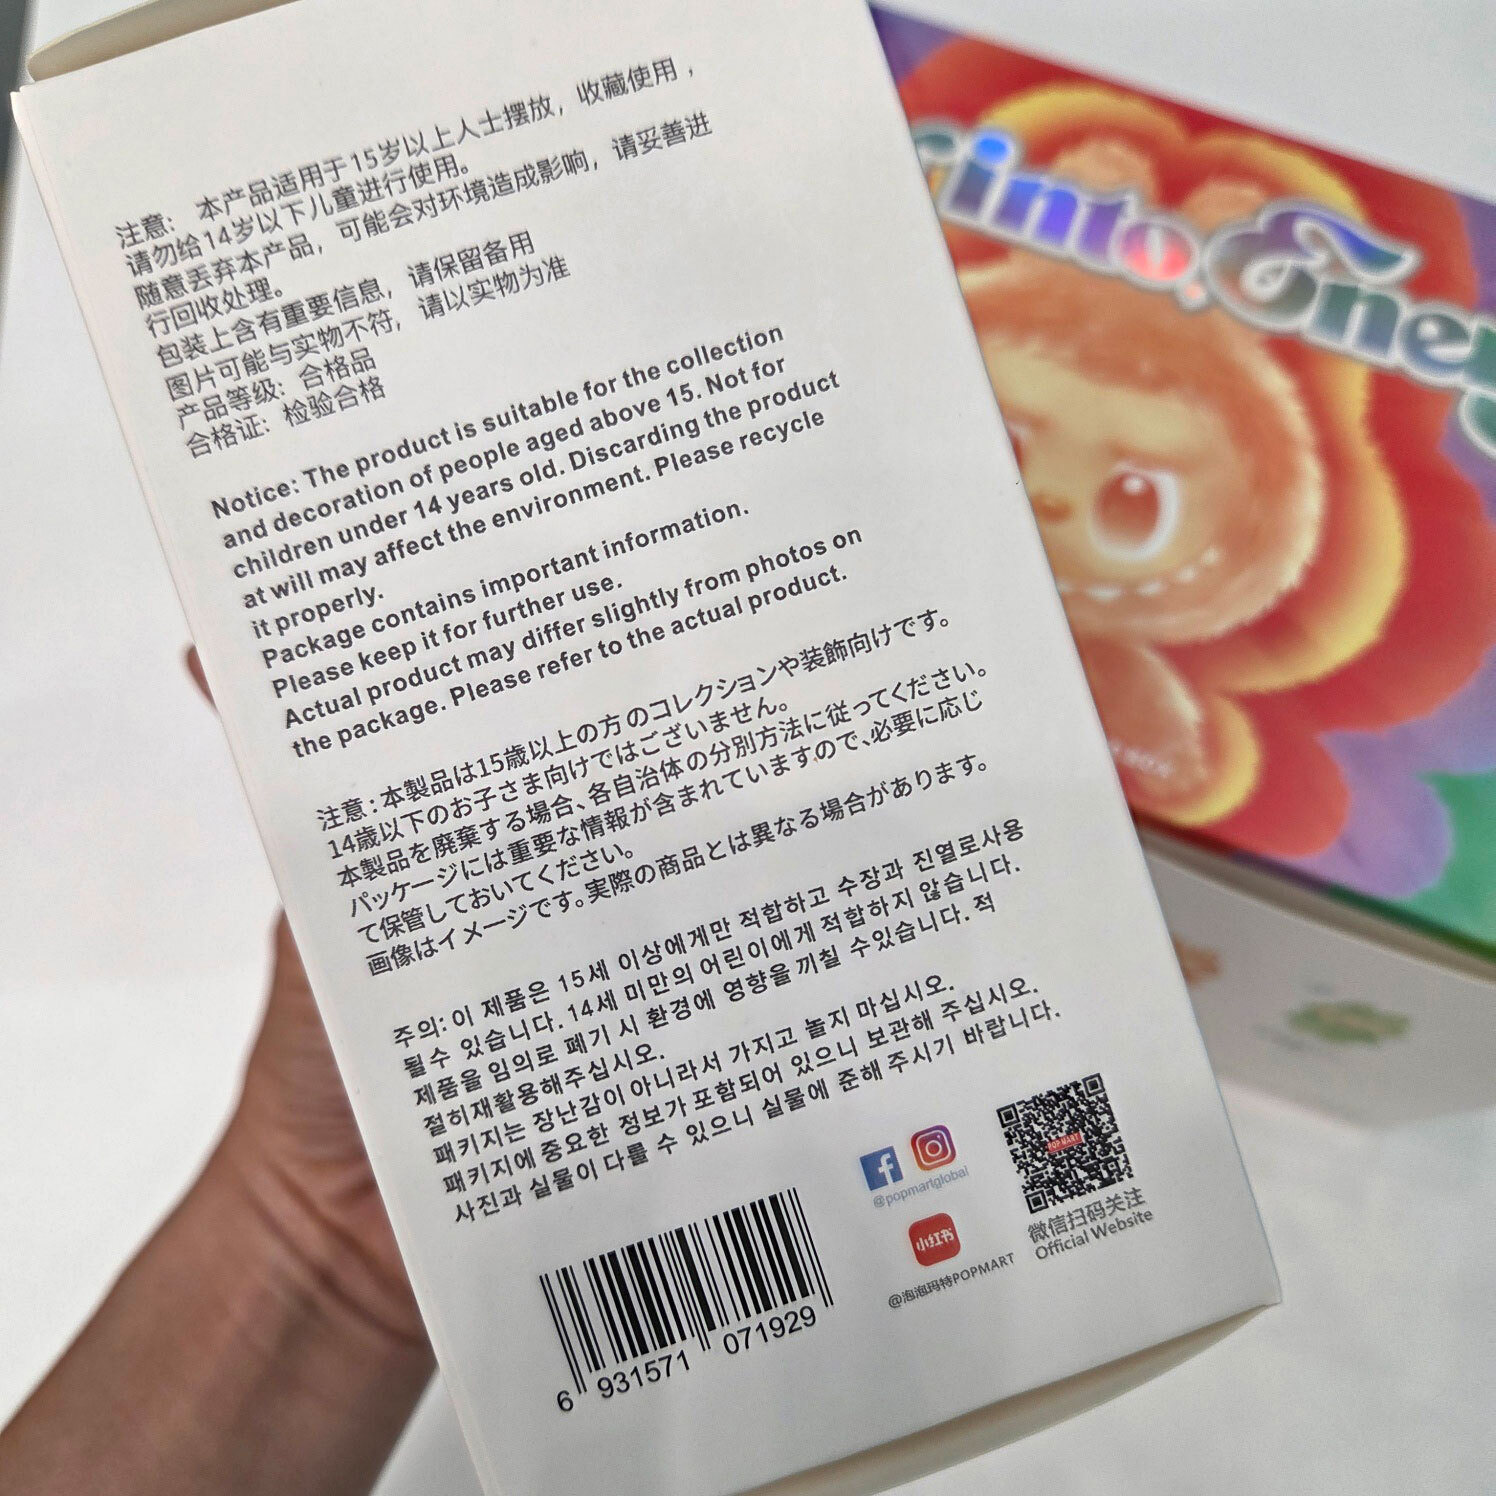 注意： 本产品适用于15岁以上人士摆放，收藏使用，
请勿给14岁以下儿童进行使用。
随意丢弃本产品，可能会对环境造成影响，请妥善进
行回收处理。
包装上含有重要信息，请保留备用
图片可能与实物不符，请以实物为准
产品等级：合格品
合格证：检验合格
Notice: The product is suitable for the collection
and decoration of people aged above 15. Not for
children under 14 years old. Discarding the product
at will may affect the environment. Please recycle
it properly.
Package contains important information.
Please keep it for further use.
Actual product may differ slightly from photos on
the package. Please refer to the actual product.
注意：本製品は15歳以上の方のコレクションや装飾向けです。
14歳以下のお子さま向けではございません。
本製品を廃棄する場合、各自治体の分別方法に従ってください。
パッケージには重要な情報が含まれていますので、必要に応じ
て保管しておいてください。
画像はイメージです。実際の商品とは異なる場合があります。
주의: 이 제품은 15세 이상에게만 적합하고 수장과 진열로사용
될수 있습니다. 14세 미만의 어린이에게 적합하지 않습니다.
제품을 임의로 폐기 시 환경에 영향을 끼칠 수있습니다. 적
절히재활용해주십시오.
패키지는 장난감이 아니라서 가지고 놀지 마십시오.
패키지에 중요한 정보가 포함되어 있으니 보관해 주십시오.
사진과 실물이 다를 수 있으니 실물에 준해 주시기 바랍니다.
@popmartglobal
小红书
@泡泡玛特POPMART
POP MART
微信扫码关注
Official Website
6 931571 071929
into Ener